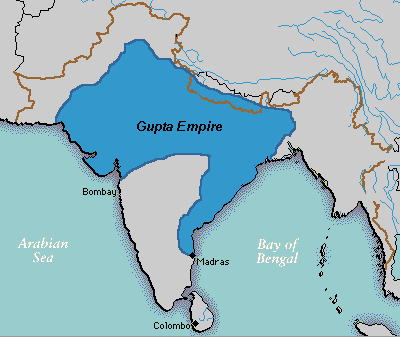 Gupta Empire
Bombay
Arabian
Sea
Bay of
Bengal
Madras
Colombo